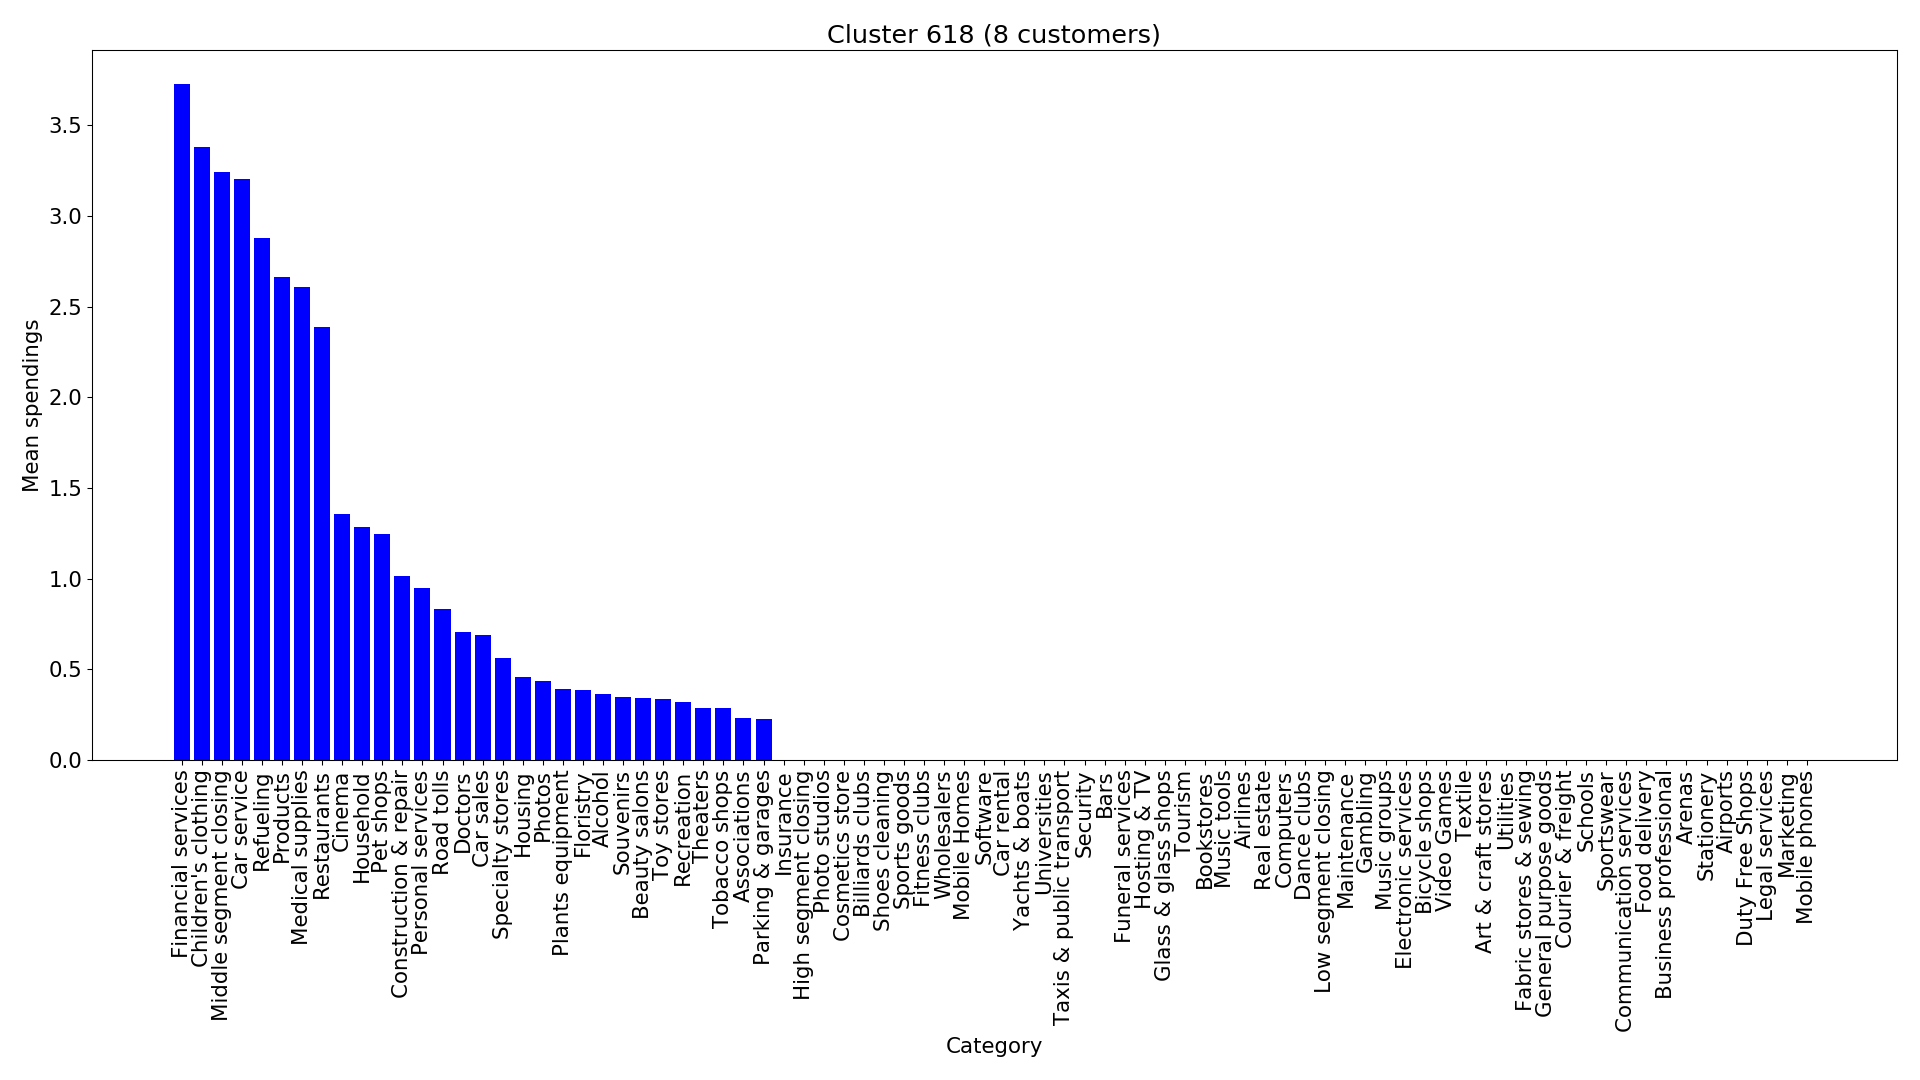 Cluster 618 (8 customers)
Mean spendings
3.5
3.0
2.5
2.0
1.5
1.0
0.5
0.0
Financial services
Children's clothing
Middle segment closing
Car service
Refueling
Products
Medical supplies
Restaurants
Cinema
Household
Pet shops
Construction & repair
Personal services
Road tolls
Doctors
Car sales
Specialty stores
Housing
Photos
Plants equipment
Floristry
Alcohol
Souvenirs
Beauty salons
Toy stores
Recreation
Theaters
Tobacco shops
Associations
Parking & garages
Insurance
High segment closing
Photo studios
Cosmetics store
Billiards clubs
Shoes cleaning
Sports goods
Fitness clubs
Wholesalers
Mobile Homes
Software
Car rental
Yachts & boats
Universities
Taxis & public transport
Security
Bars
Funeral services
Hosting & TV
Glass & glass shops
Tourism
Bookstores
Music tools
Airlines
Real estate
Computers
Dance clubs
Low segment closing
Maintenance
Gambling
Music groups
Electronic services
Bicycle shops
Video Games
Textile
Art & craft stores
Utilities
Fabric stores & sewing
General purpose goods
Courier & freight
Schools
Sportswear
Communication services
Food delivery
Business professional
Arenas
Stationery
Airports
Duty Free Shops
Legal services
Marketing
Mobile phones
Category